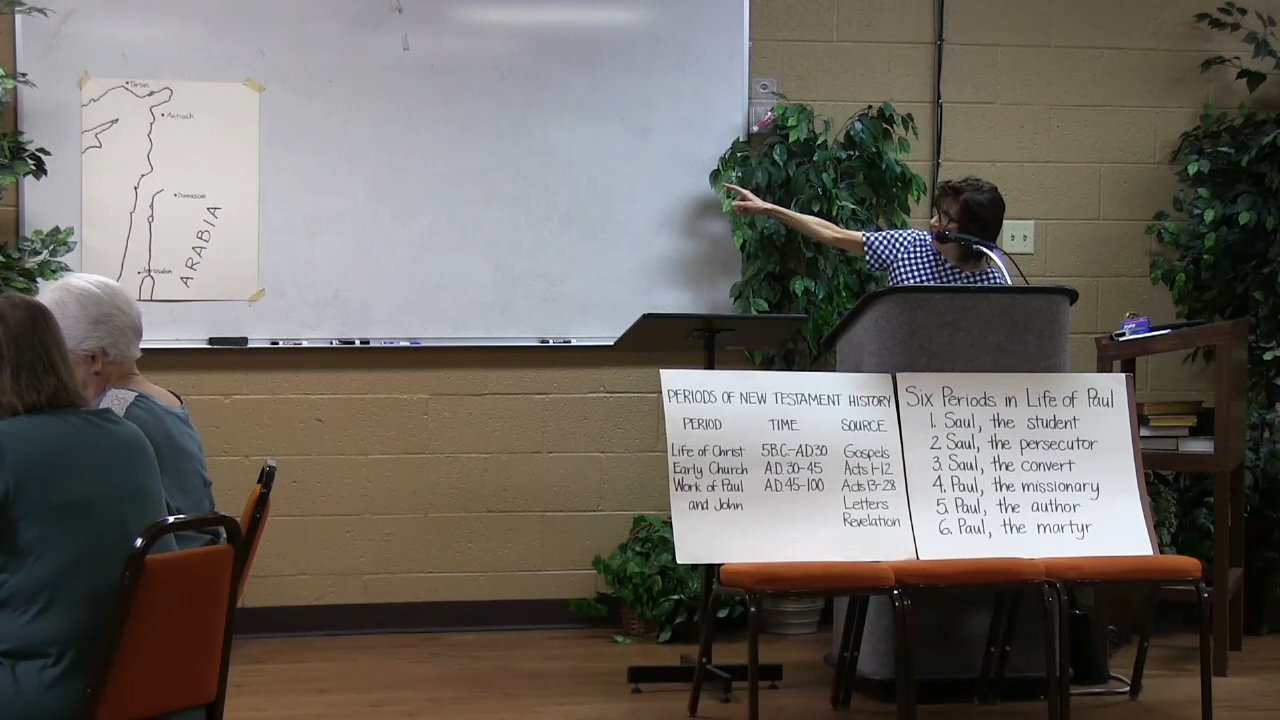 Tarsus
Antioch
Damascus
ARABIA
Jerusalem
PERIODS OF NEW TESTAMENT HISTORY
PERIOD TIME SOURCE
Life of Christ 5B.C.-A.D.30 Gospels
Early Church A.D.30-45 Acts 1-12
Work of Paul A.D.45-100 Acts 13-28
and John Letters
Revelation
Six Periods in Life of Paul
1. Saul, the student
2. Saul, the persecutor
3. Saul, the convert
4. Paul, the missionary
5. Paul, the author
6. Paul, the martyr